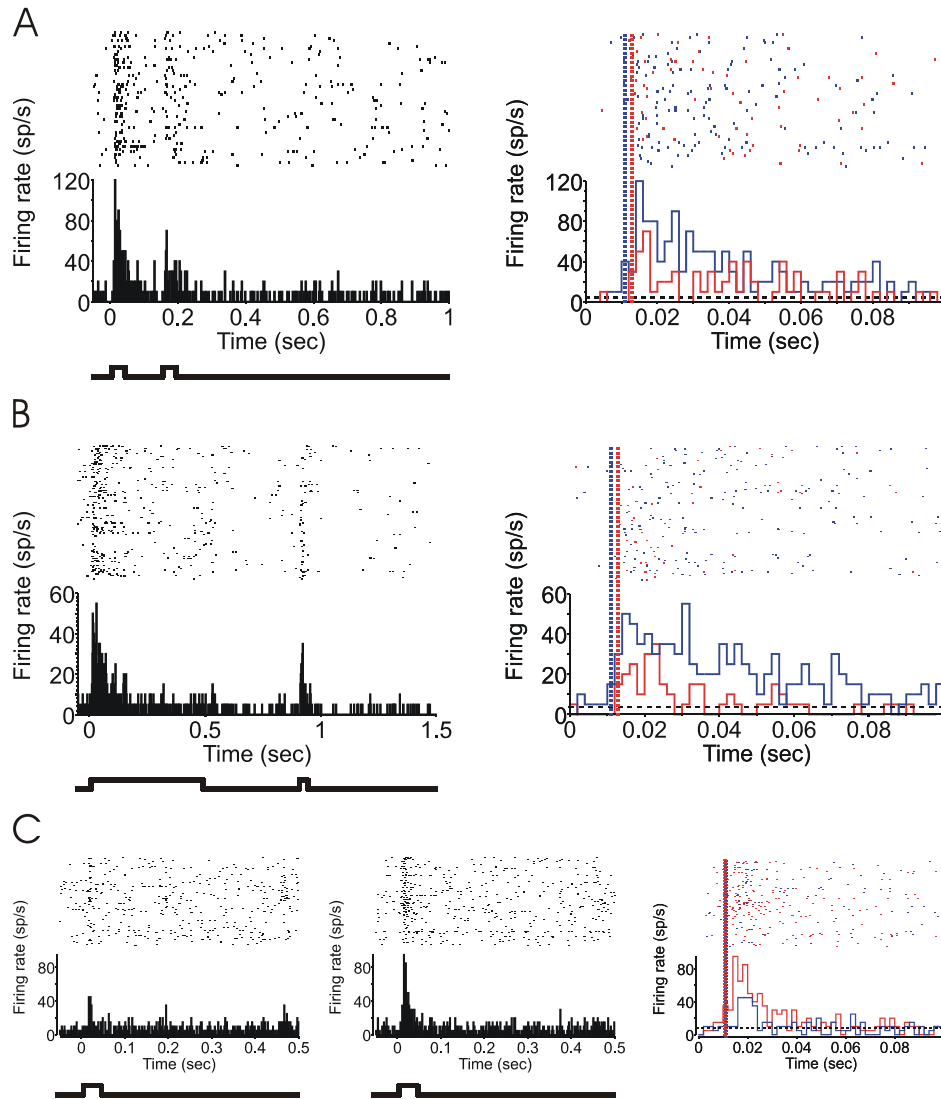 A
Firing rate (sp/s)
120
80
40
0
0 0.2 0.4 0.6 0.8 1
Time (sec)
Firing rate (sp/s)
120
80
40
0
0 0.02 0.04 0.06 0.08
Time (sec)
B
Firing rate (sp/s)
60
40
20
0
0 0.5 1 1.5
Time (sec)
Firing rate (sp/s)
60
40
20
0
0 0.02 0.04 0.06 0.08
Time (sec)
C
Firing rate (sp/s)
80
40
0
0 0.1 0.2 0.3 0.4 0.5
Time (sec)
Firing rate (sp/s)
80
40
0
0 0.1 0.2 0.3 0.4 0.5
Time (sec)
Firing rate (sp/s)
80
40
0
0 0.02 0.04 0.06 0.08
Time (sec)